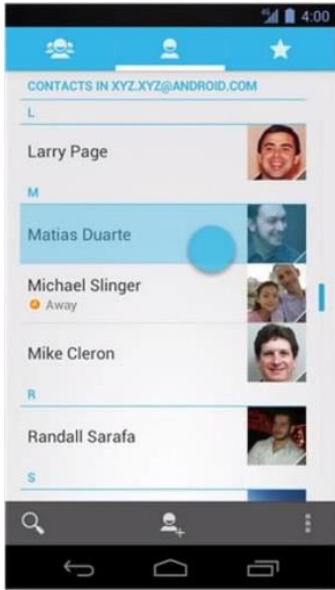 4:00
CONTACTS IN XYZ.XYZ@ANDROID.COM
L
Larry Page
M
Matias Duarte
Michael Slinger
Away
Mike Cleron
R
Randall Sarafa
S